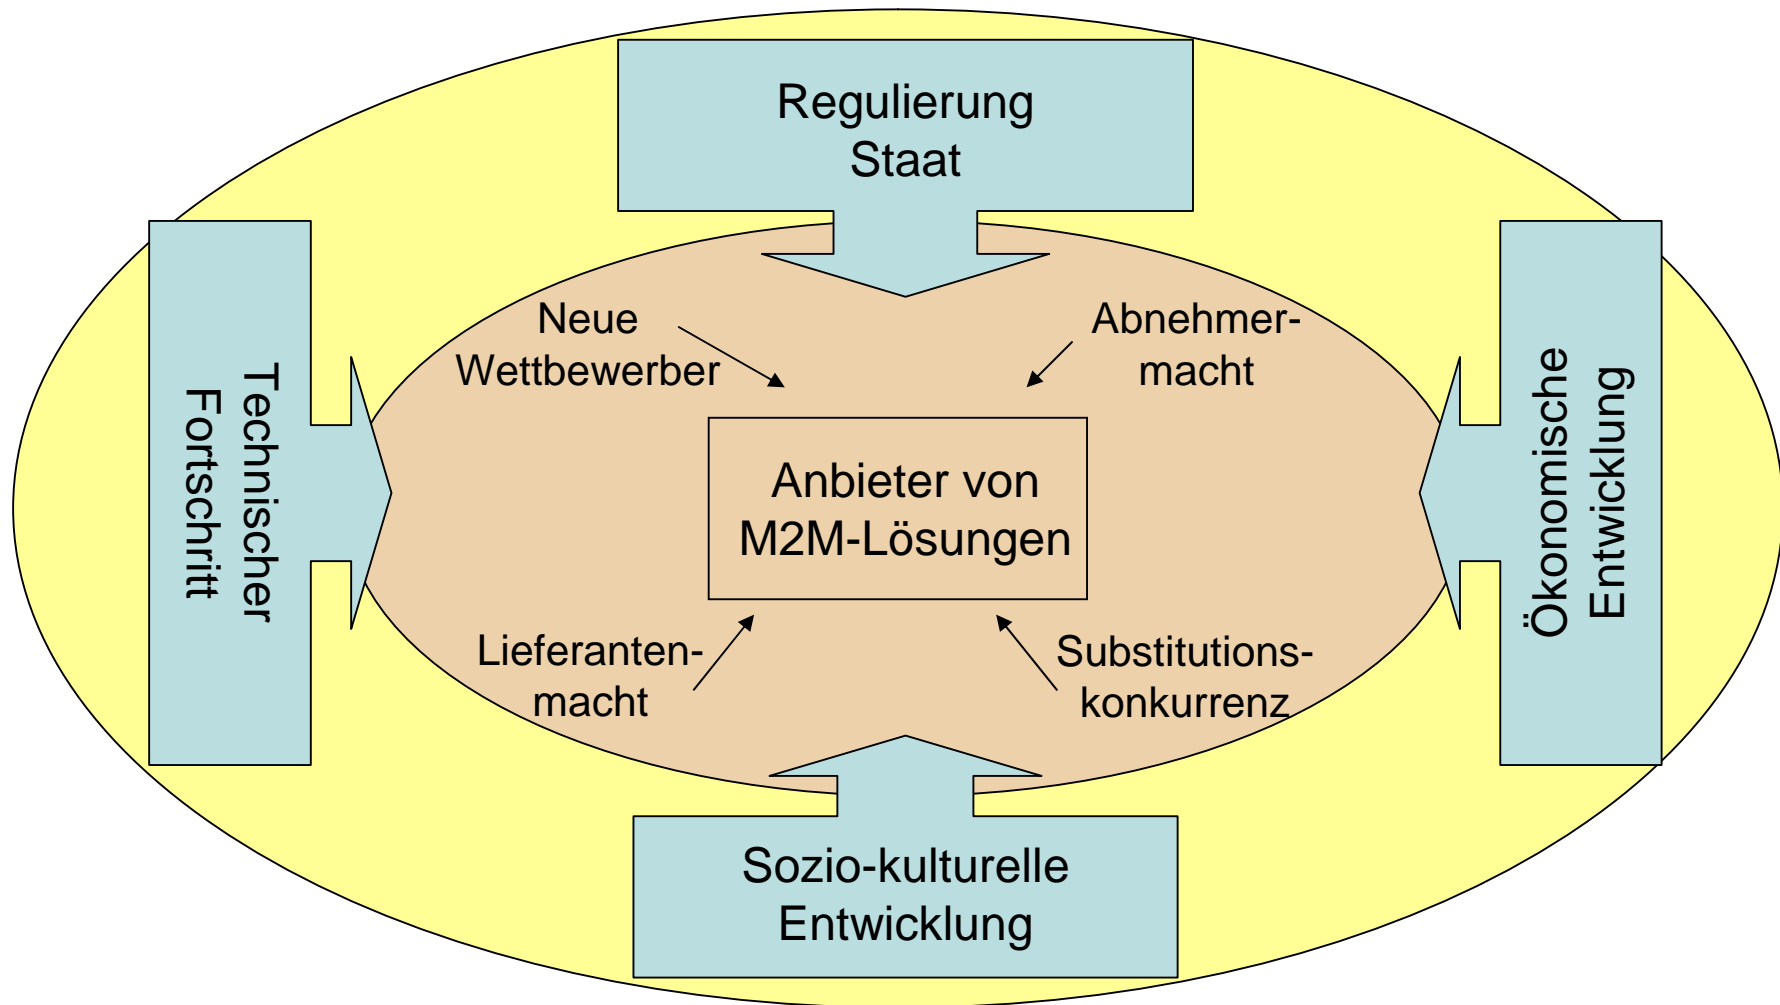 Regulierung
Staat
Neue
Wettbewerber
Abnehmer-
macht
Technischer
Fortschritt
Anbieter von
M2M-Lösungen
Ökonomische
Entwicklung
Lieferanten-
macht
Substitutions-
konkurrenz
Sozio-kulturelle
Entwicklung